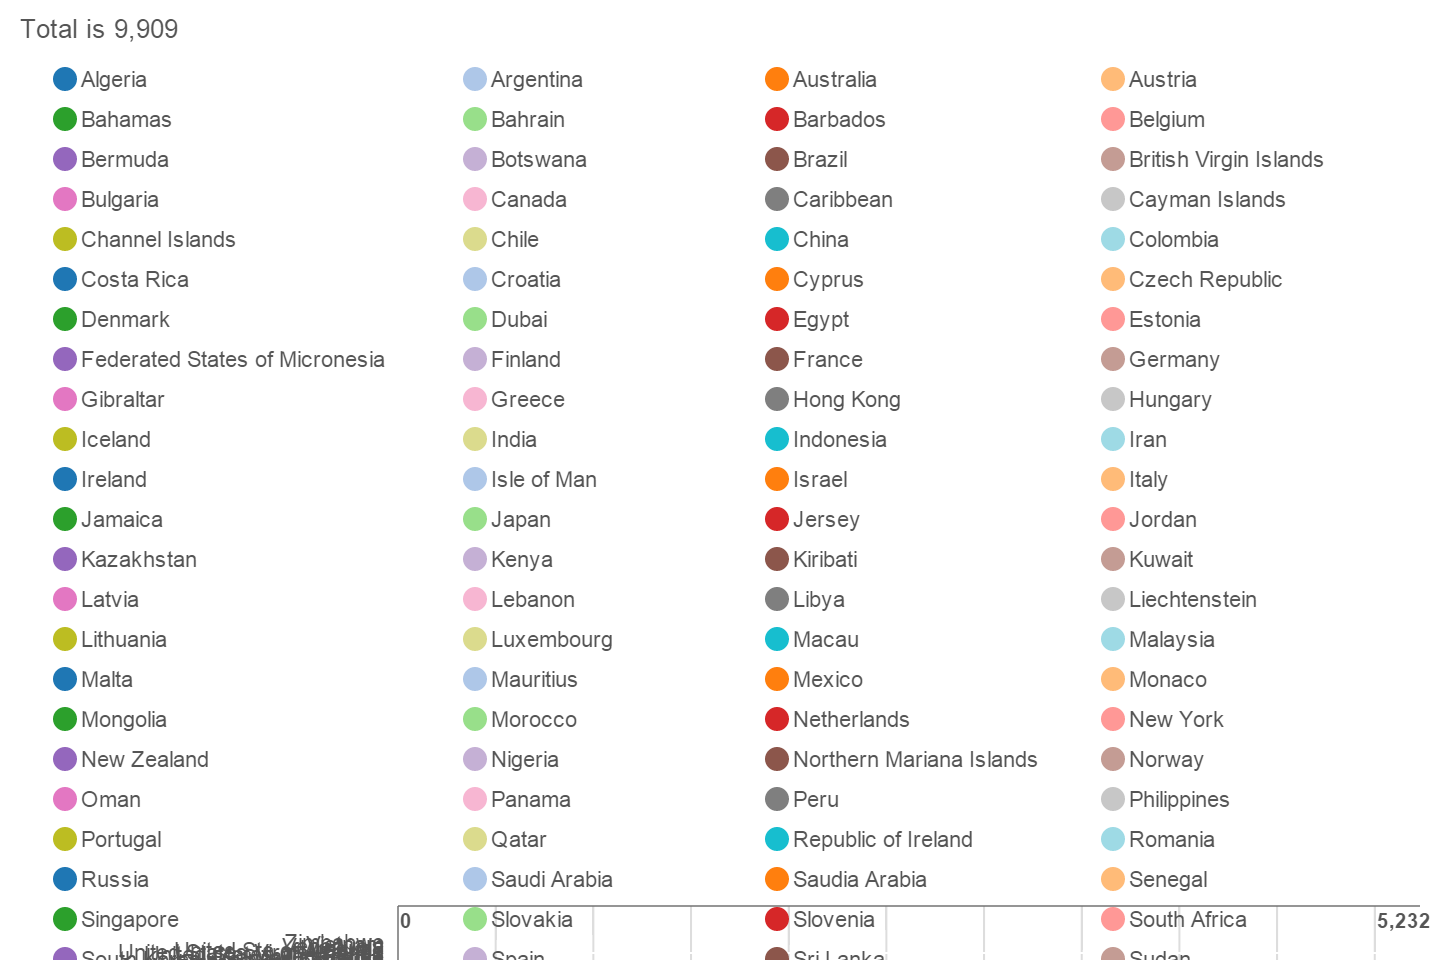 Total is 9,909
Algeria Argentina Australia Austria
Bahamas Bahrain Barbados Belgium
Bermuda Botswana Brazil British Virgin Islands
Bulgaria Canada Caribbean Cayman Islands
Channel Islands Chile China Colombia
Costa Rica Croatia Cyprus Czech Republic
Denmark Dubai Egypt Estonia
Federated States of Micronesia Finland France Germany
Gibraltar Greece Hong Kong Hungary
Iceland India Indonesia Iran
Ireland Isle of Man Israel Italy
Jamaica Japan Jersey Jordan
Kazakhstan Kenya Kiribati Kuwait
Latvia Lebanon Libya Liechtenstein
Lithuania Luxembourg Macau Malaysia
Malta Mauritius Mexico Monaco
Mongolia Morocco Netherlands New York
New Zealand Nigeria Northern Mariana Islands Norway
Oman Panama Peru Philippines
Portugal Qatar Republic of Ireland Romania
Russia Saudi Arabia Saudia Arabia Senegal
Singapore 0 Slovakia Slovenia South Africa 5,232
Zimbabwe
South Spain Sri Lanka Sudan